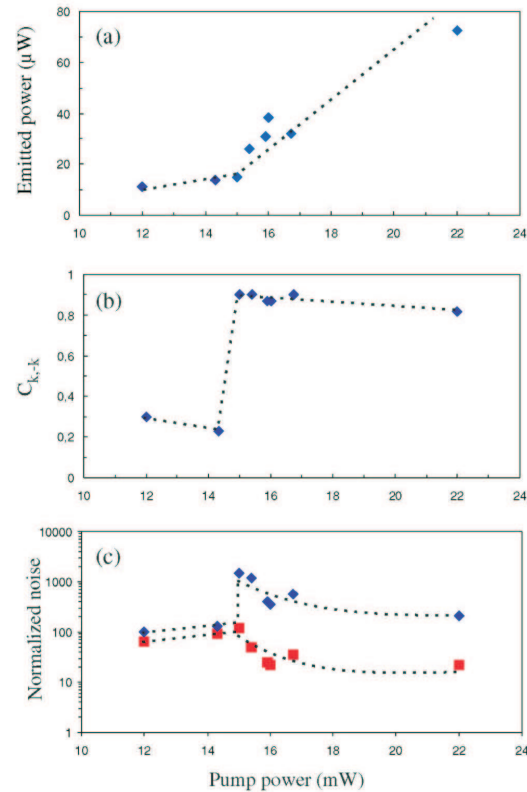 80
(a)
60
Emitted power (µW)
40
20
0
10 12 14 16 18 20 22 24
1
(b)
0,8
0,6
C_{k,-k}
0,4
0,2
0
10 12 14 16 18 20 22 24
10000
(c)
1000
Normalized noise
100
10
1
10 12 14 16 18 20 22 24
Pump power (mW)